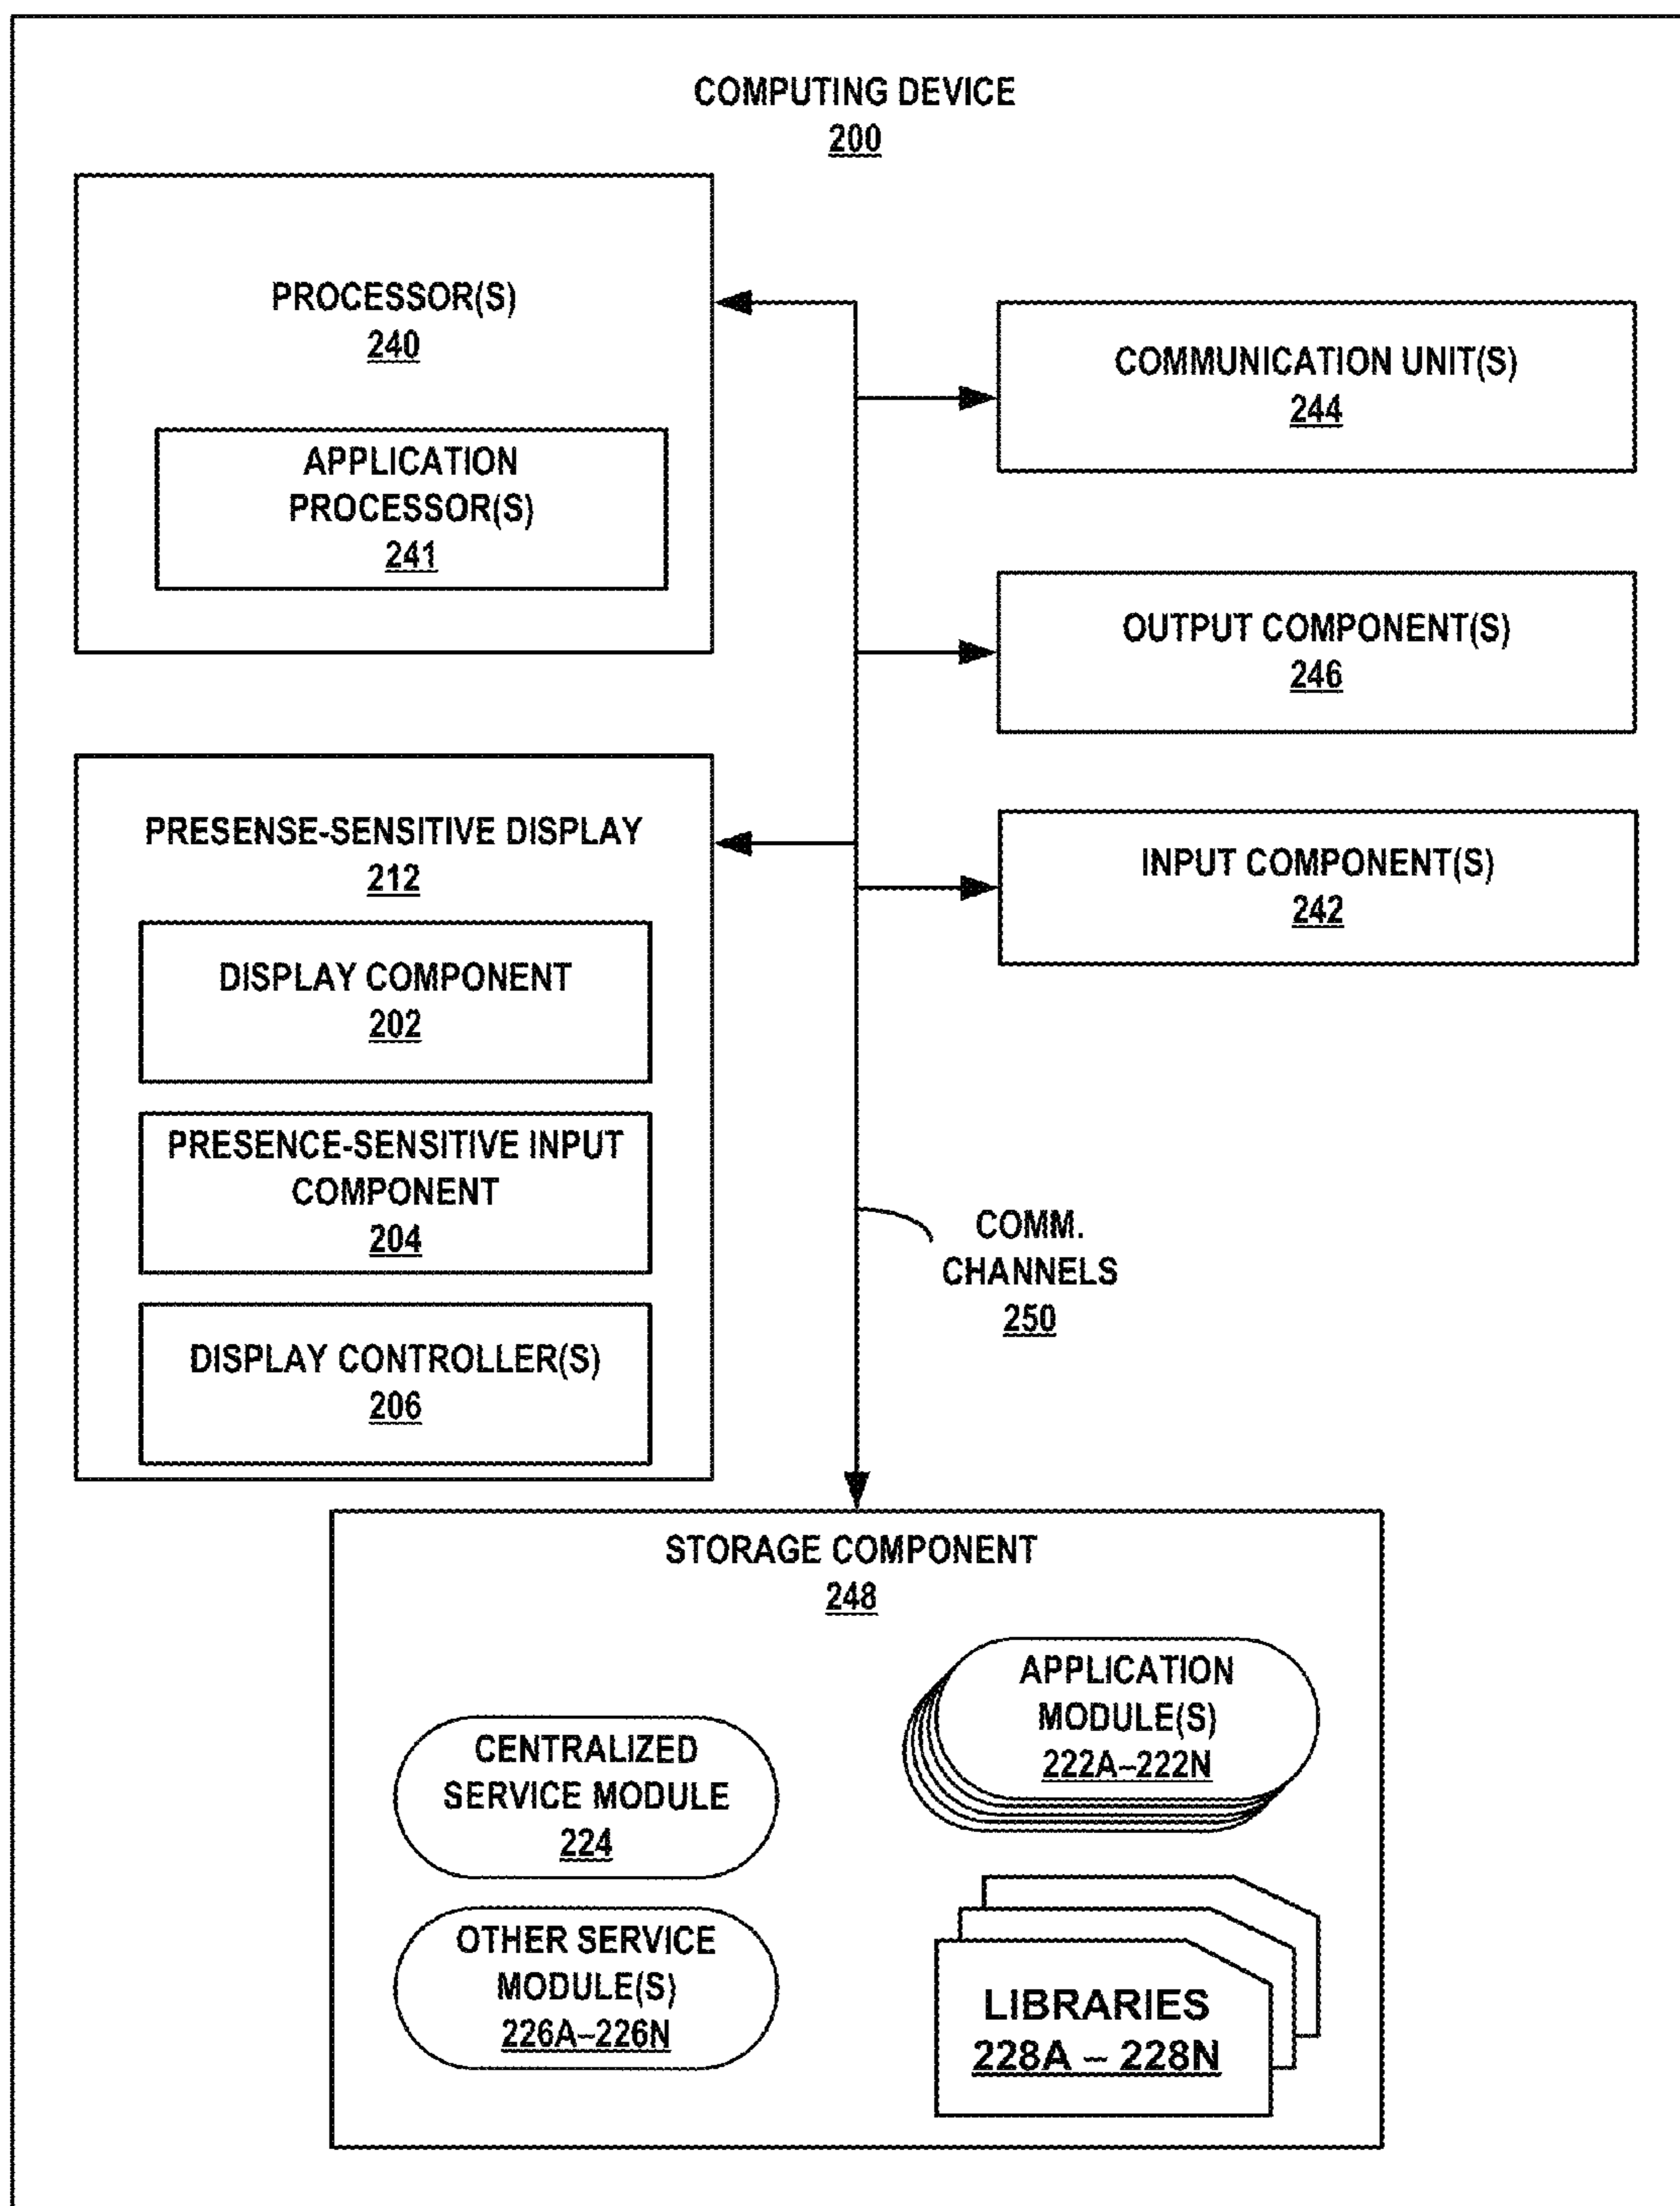 COMPUTING DEVICE
200
PROCESSOR(S)
240
APPLICATION
PROCESSOR(S)
241
COMMUNICATION UNIT(S)
244
OUTPUT COMPONENT(S)
246
INPUT COMPONENT(S)
242
PRESENSE-SENSITIVE DISPLAY
212
DISPLAY COMPONENT
202
PRESENCE-SENSITIVE INPUT
COMPONENT
204
DISPLAY CONTROLLER(S)
206
COMM.
CHANNELS
250
STORAGE COMPONENT
248
CENTRALIZED
SERVICE MODULE
224
APPLICATION
MODULE(S)
222A–222N
OTHER SERVICE
MODULE(S)
226A–226N
LIBRARIES
228A – 228N